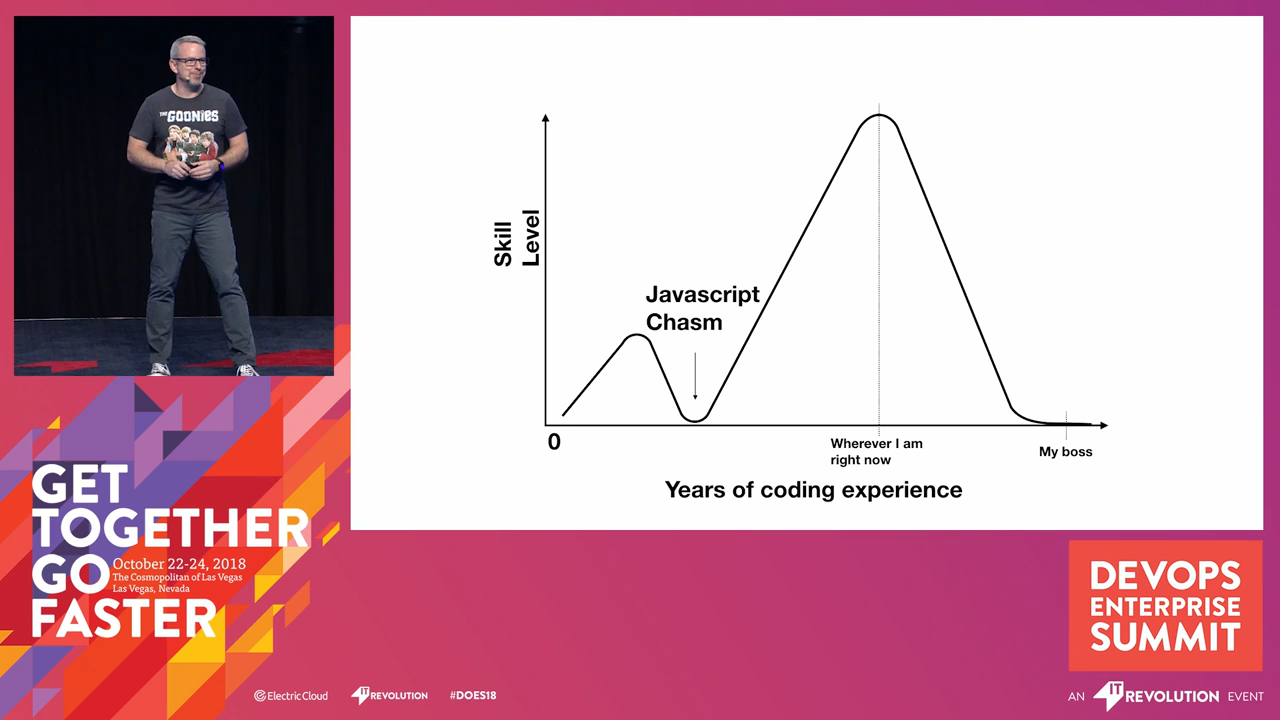 THE GOONIES
Skill
Level
Javascript
Chasm
0
Wherever I am
right now
My boss
Years of coding experience
GET
TOGETHER
GO
FASTER
October 22-24, 2018
The Cosmopolitan of Las Vegas
Las Vegas, Nevada
DEVOPS
ENTERPRISE
SUMMIT
Electric Cloud
IT REVOLUTION
#DOES18
AN IT REVOLUTION EVENT